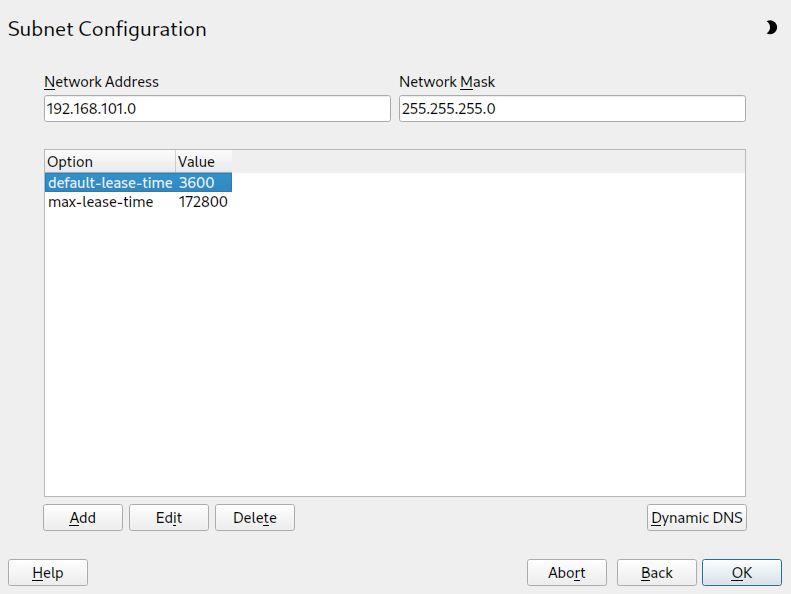 Subnet Configuration
Network Address Network Mask
192.168.101.0 255.255.255.0
Option Value
default-lease-time 3600
max-lease-time 172800
Add Edit Delete Dynamic DNS
Help Abort Back OK